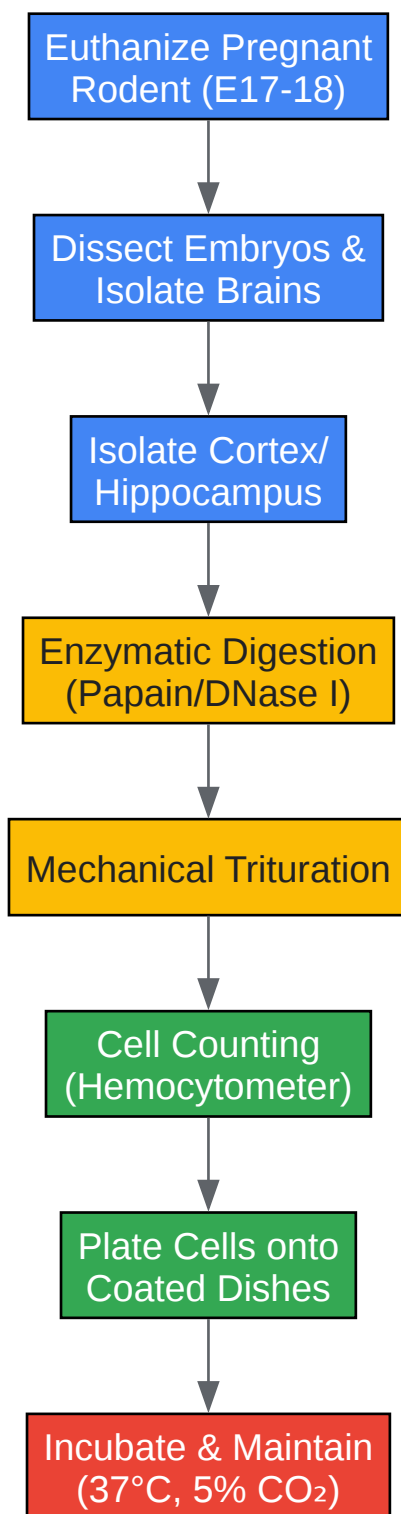 Euthanize Pregnant
Rodent (E17-18)
Dissect Embryos &
Isolate Brains
Isolate Cortex/
Hippocampus
Enzymatic Digestion
(Papain/DNase I)
Mechanical Trituration
Cell Counting
(Hemocytometer)
Plate Cells onto
Coated Dishes
Incubate & Maintain
(37°C, 5% CO₂)